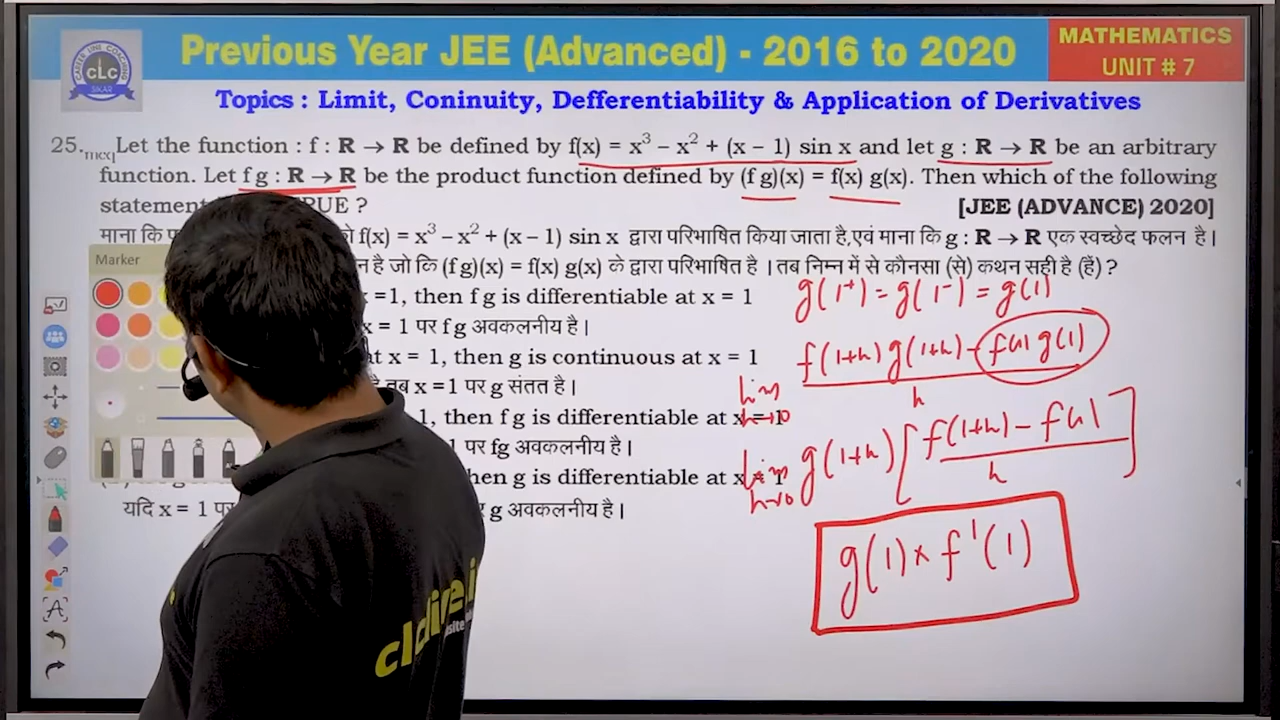 Previous Year JEE (Advanced) - 2016 to 2020
MATHEMATICS
UNIT # 7
CLC
SIKAR
Topics : Limit, Coninuity, Defferentiability & Application of Derivatives
25. Let the function : f : R → R be defined by f(x) = x³ – x² + (x – 1) sin x and let g : R → R be an arbitrary
function. Let f g : R → R be the product function defined by (f g)(x) = f(x) g(x). Then which of the following
statement RUE ?
[JEE (ADVANCE) 2020]
माना कि f(x) = x³ – x² + (x – 1) sin x द्वारा परिभाषित किया जाता है,एवं माना कि g : R → R एक स्वच्छेद फलन है।
न है जो कि (f g)(x) = f(x) g(x) के द्वारा परिभाषित है । तब निम्न में से कौनसा (से) कथन सही है (हैं) ?
Marker
=1, then f g is differentiable at x = 1
x = 1 पर f g अवकलनीय है।
at x = 1, then g is continuous at x = 1
तब x =1 पर g संतत है।
1, then f g is differentiable at x = 1
पर fg अवकलनीय है।
hen g is differentiable at x = 1
यदि x = 1 पर g अवकलनीय है।
g(1⁺) = g(1⁻) = g(1)
lim h→0 f(1+h) g(1+h) – f(1) g(1) / h
lim h→0 g(1+h) [ f(1+h) – f(1) / h ]
g(1) × f'(1)